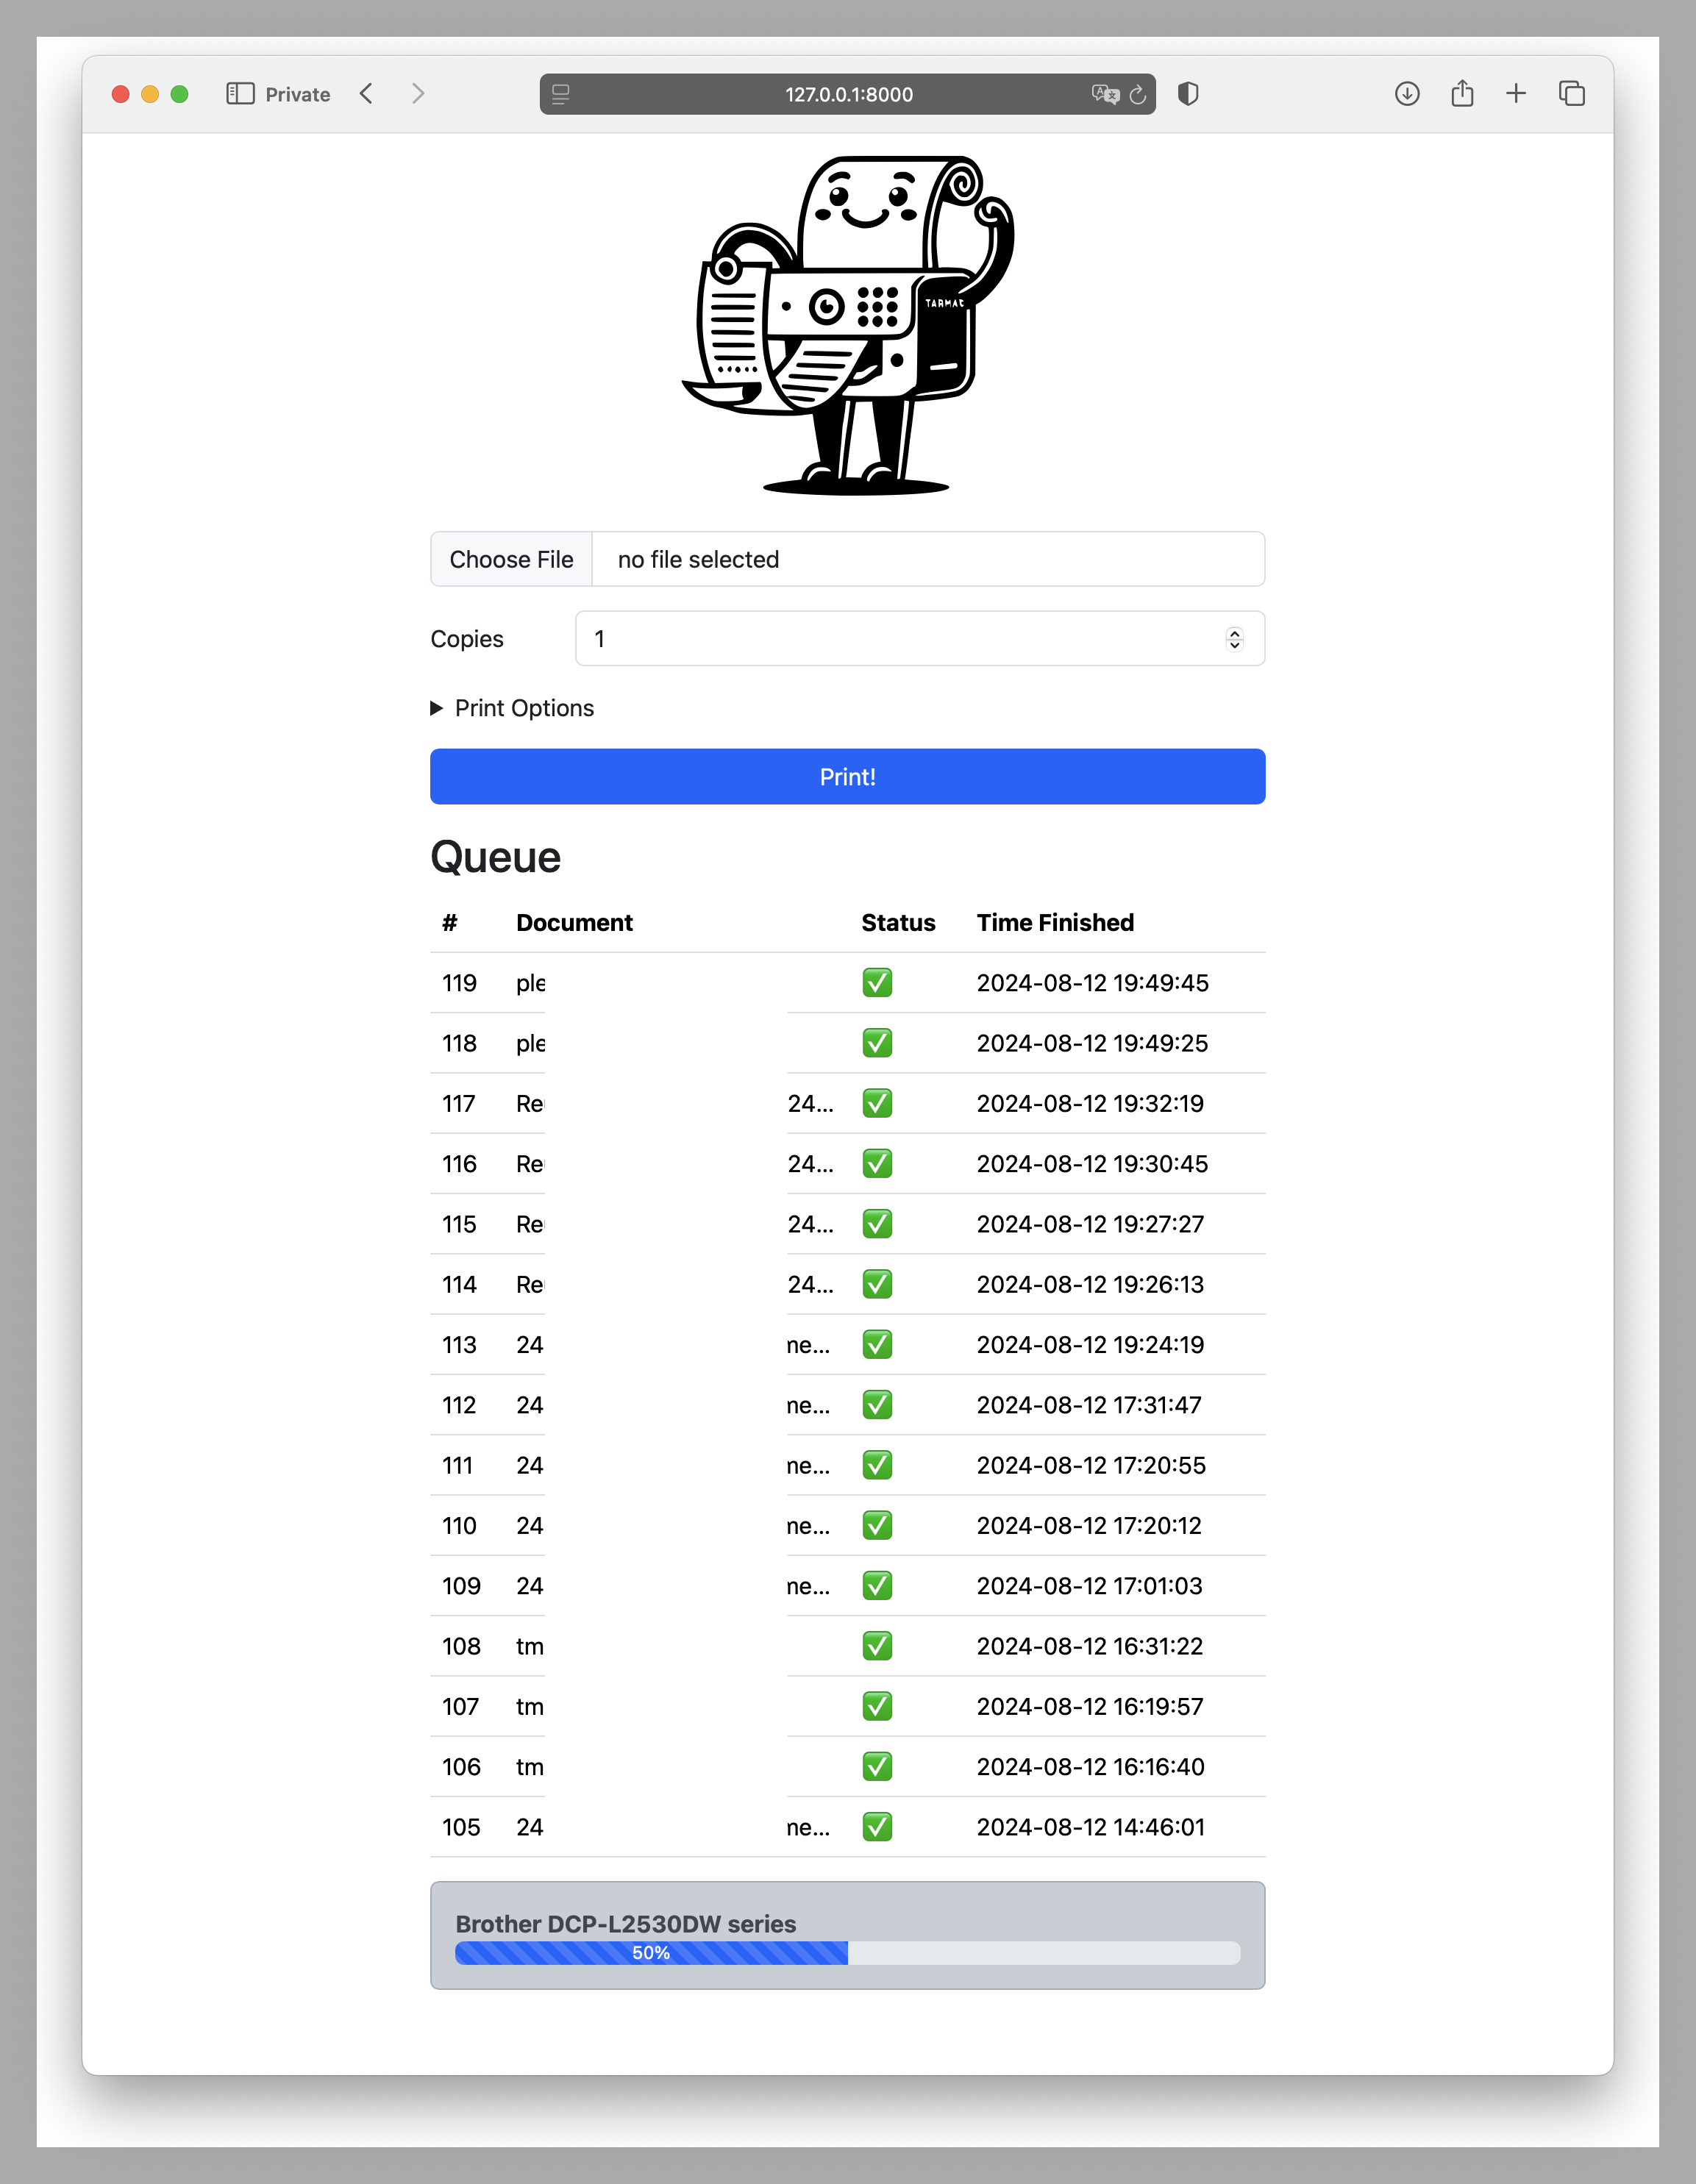 Private
127.0.0.1:8000
TARMAC
Choose File no file selected
Copies 1
Print Options
Print!
Queue
# Document Status Time Finished
119 ple 2024-08-12 19:49:45
118 ple 2024-08-12 19:49:25
117 Re 24... 2024-08-12 19:32:19
116 Re 24... 2024-08-12 19:30:45
115 Re 24... 2024-08-12 19:27:27
114 Re 24... 2024-08-12 19:26:13
113 24 ne... 2024-08-12 19:24:19
112 24 ne... 2024-08-12 17:31:47
111 24 ne... 2024-08-12 17:20:55
110 24 ne... 2024-08-12 17:20:12
109 24 ne... 2024-08-12 17:01:03
108 tm 2024-08-12 16:31:22
107 tm 2024-08-12 16:19:57
106 tm 2024-08-12 16:16:40
105 24 ne... 2024-08-12 14:46:01
Brother DCP-L2530DW series
50%